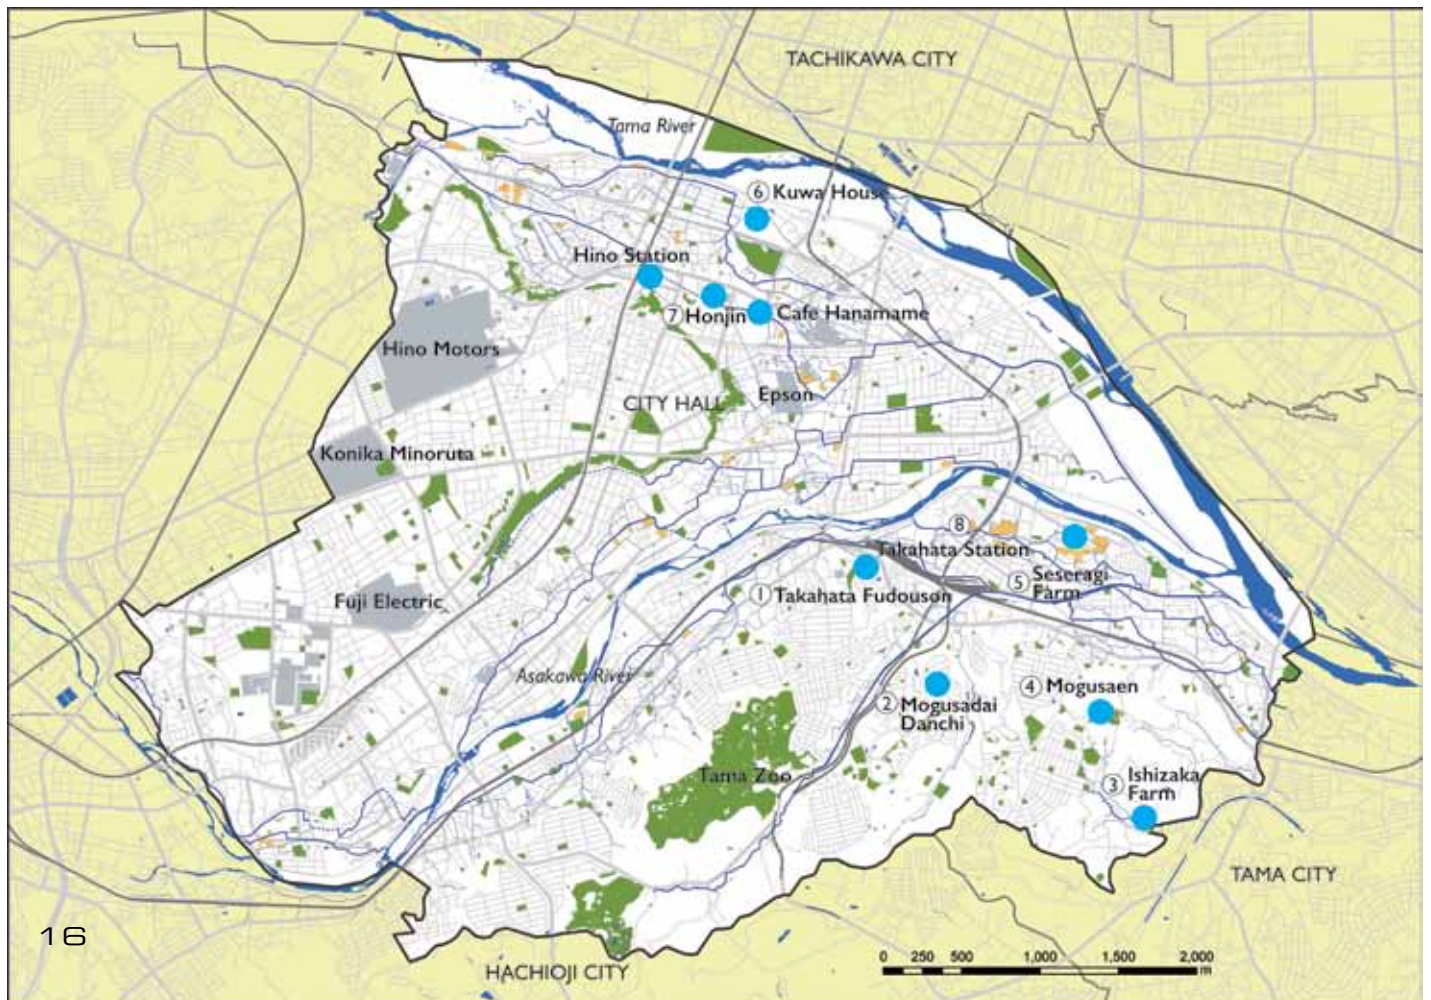 TACHIKAWA CITY
Tama River
⑥ Kuwa House
Hino Station
⑦ Honjin
Cafe Hanamame
Hino Motors
Epson
CITY HALL
Konika Minoruta
⑧
Takahata Station
① Takahata Fudouson
⑤ Seseragi
Farm
Fuji Electric
Asakawa River
② Mogusadai
Danchi
④ Mogusaen
Tama Zoo
③ Ishizaka
Farm
TAMA CITY
16
HACHIOJI CITY
0 250 500 1,000 1,500 2,000
m